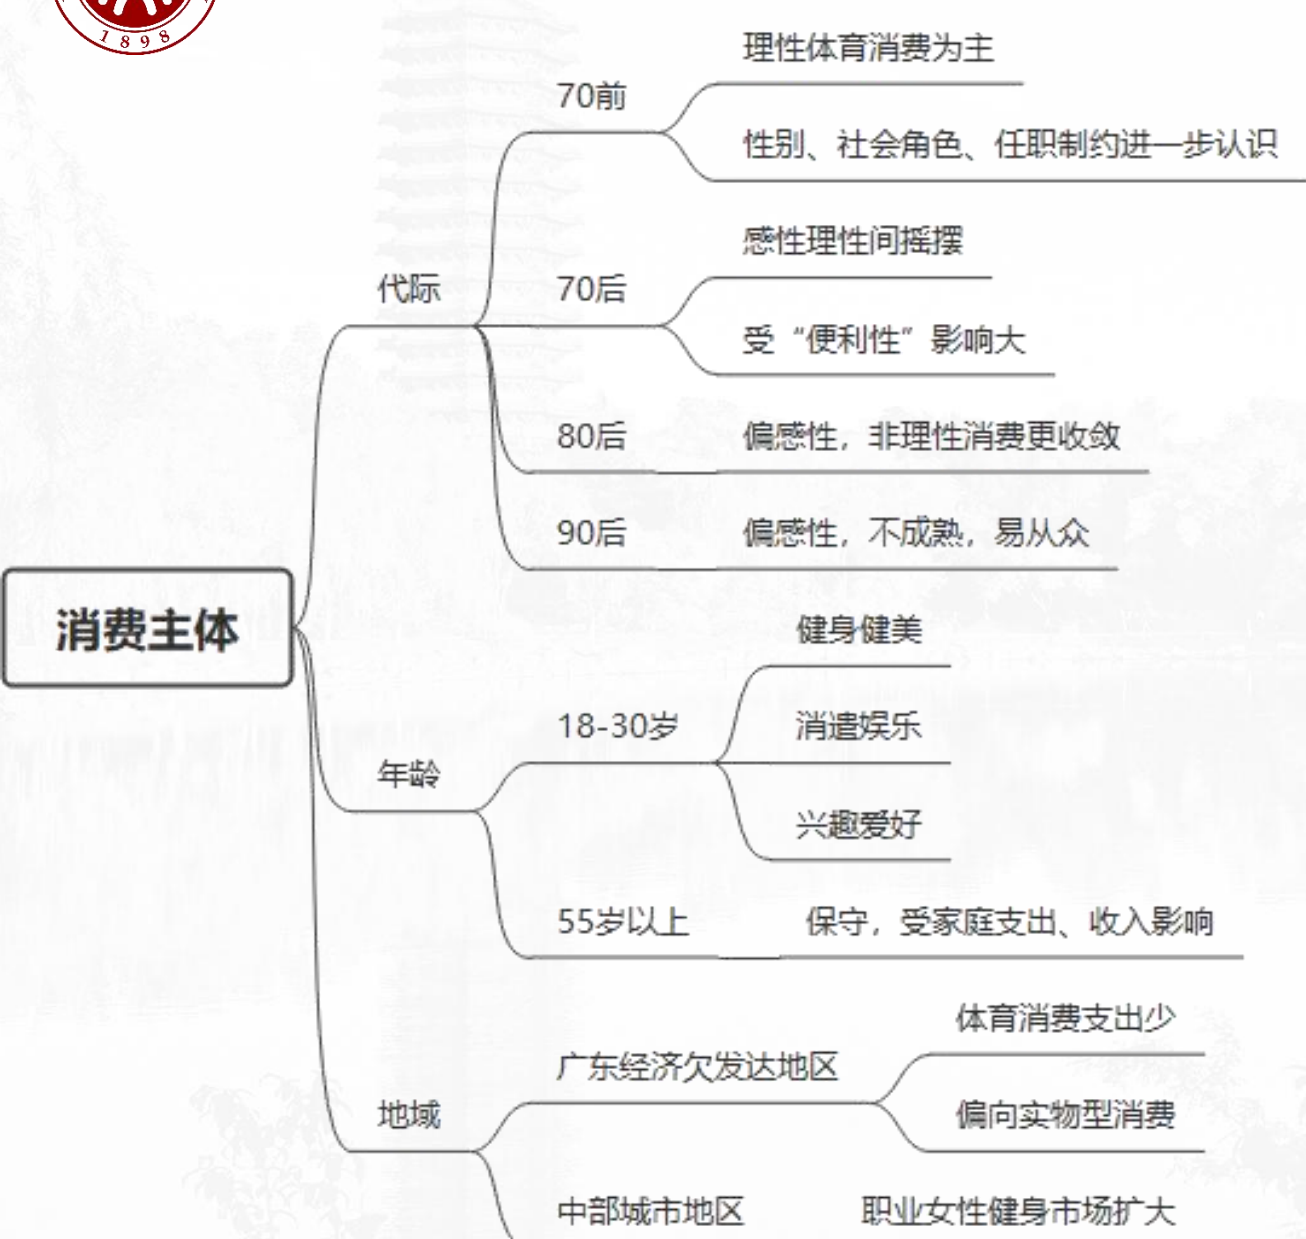 1898
消费主体
代际
70前
理性体育消费为主
性别、社会角色、任职制约进一步认识
70后
感性理性间摇摆
受“便利性”影响大
80后
偏感性，非理性消费更收敛
90后
偏感性，不成熟，易从众
年龄
18-30岁
健身健美
消遣娱乐
兴趣爱好
55岁以上
保守，受家庭支出、收入影响
地域
广东经济欠发达地区
体育消费支出少
偏向实物型消费
中部城市地区
职业女性健身市场扩大